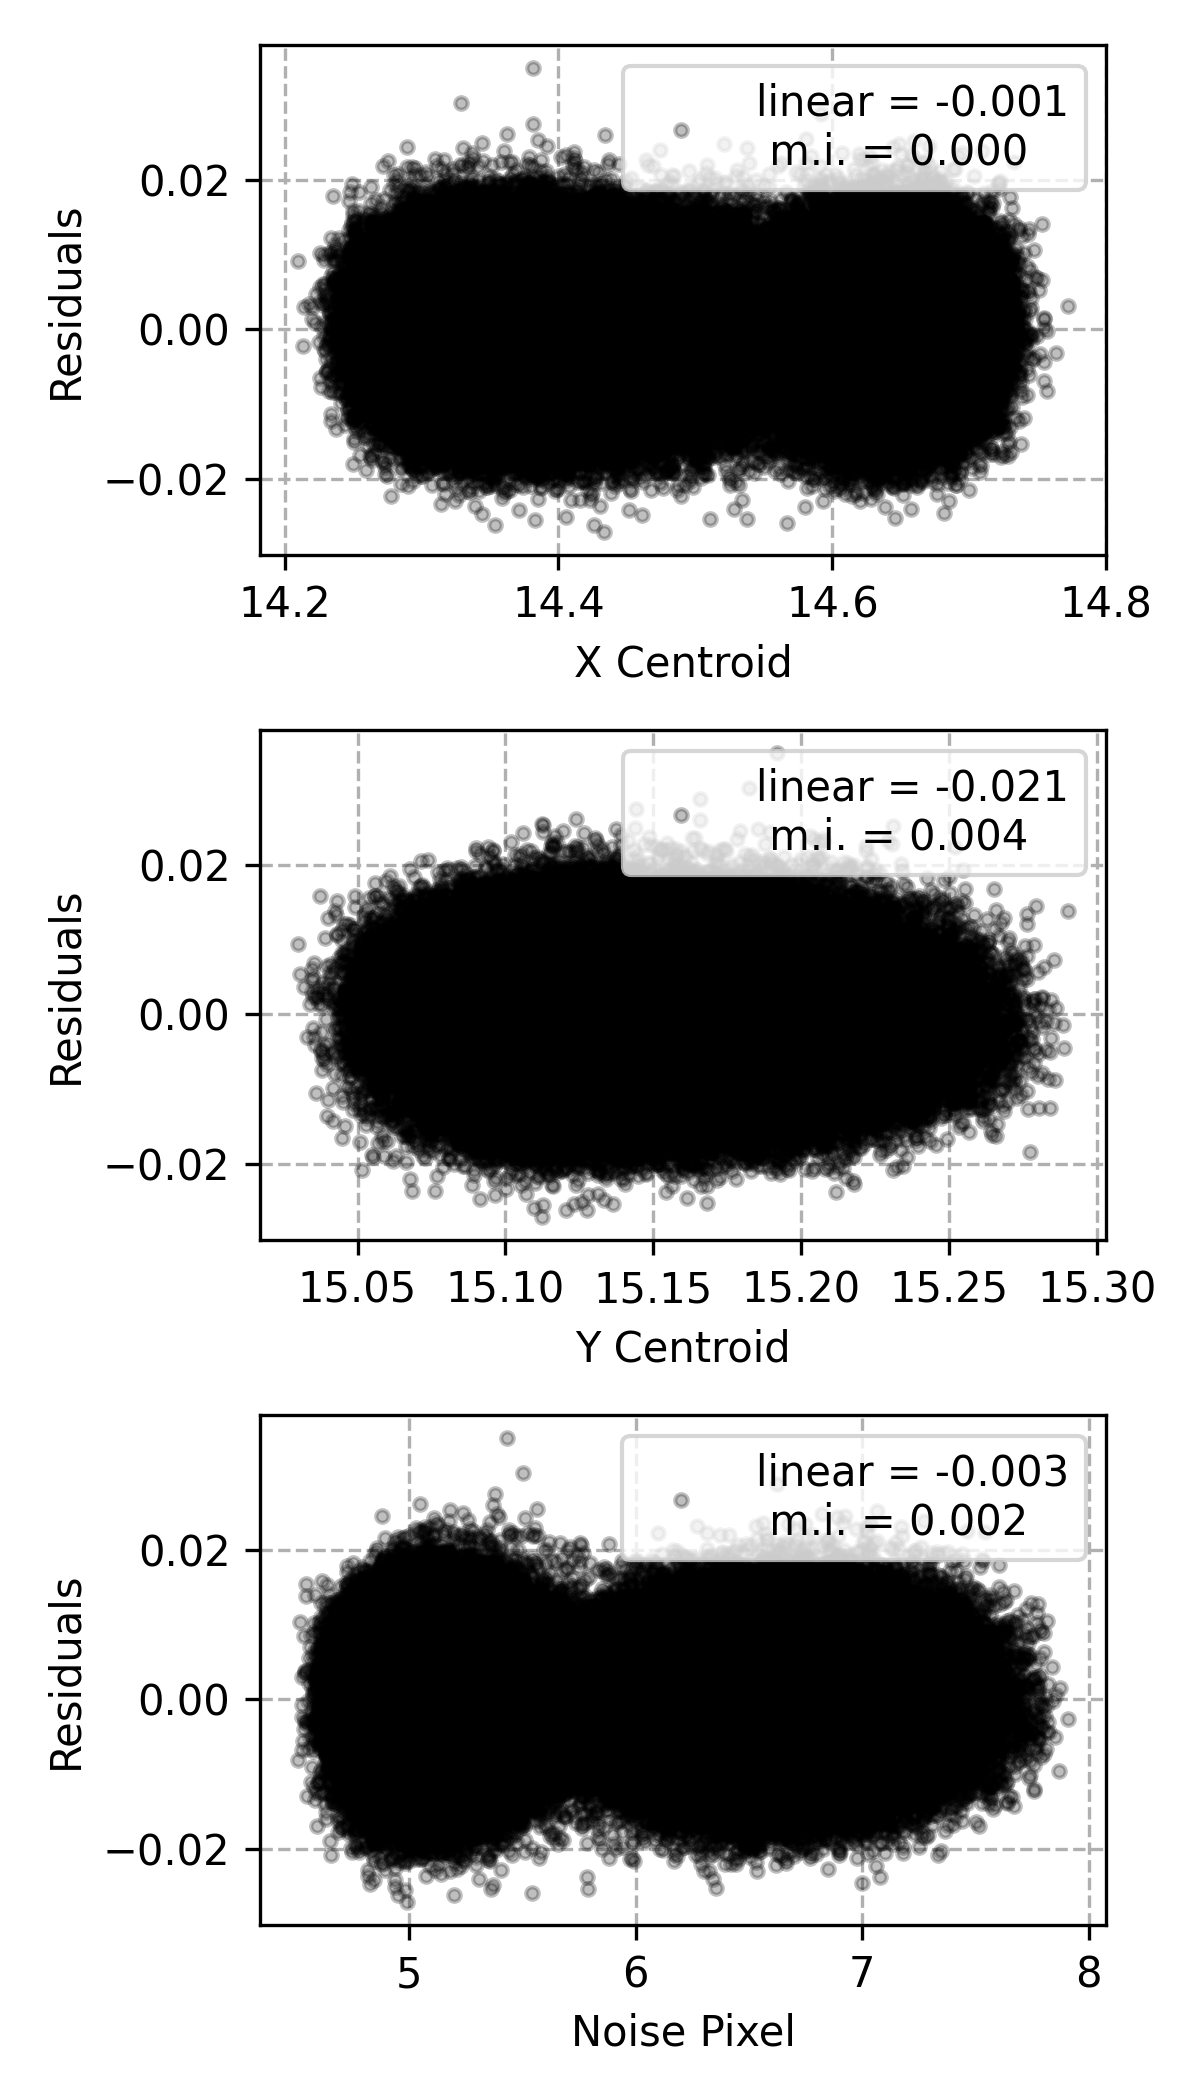 linear = -0.001
m.i. = 0.000
0.02
0.00
−0.02
Residuals
14.2 14.4 14.6 14.8
X Centroid
linear = -0.021
m.i. = 0.004
0.02
0.00
−0.02
Residuals
15.05 15.10 15.15 15.20 15.25 15.30
Y Centroid
linear = -0.003
m.i. = 0.002
0.02
0.00
−0.02
Residuals
5 6 7 8
Noise Pixel